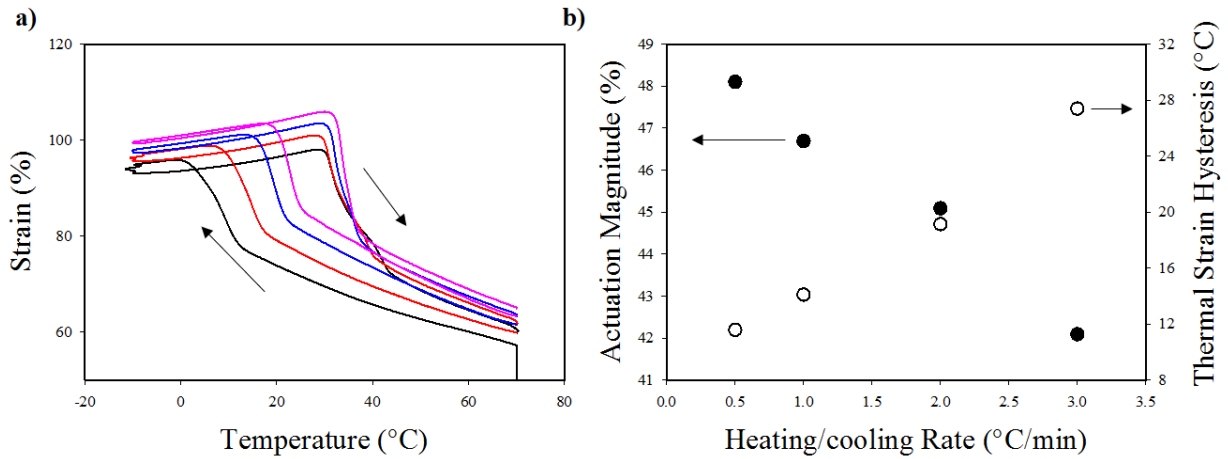 a)
120
100
80
60
Strain (%)
-20 0 20 40 60 80
Temperature (°C)
b)
49
48
47
46
45
44
43
42
41
Actuation Magnitude (%)
32
28
24
20
16
12
8
Thermal Strain Hysteresis (°C)
0.0 0.5 1.0 1.5 2.0 2.5 3.0 3.5
Heating/cooling Rate (°C/min)